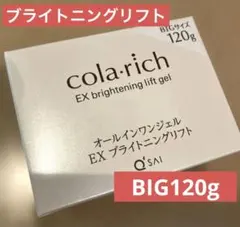 ブライトニングリフト
BIGサイズ
120g
cola·rich
EX brightening lift gel
オールインワンジェル
EX ブライトニングリフト
Q'SAI
BIG120g